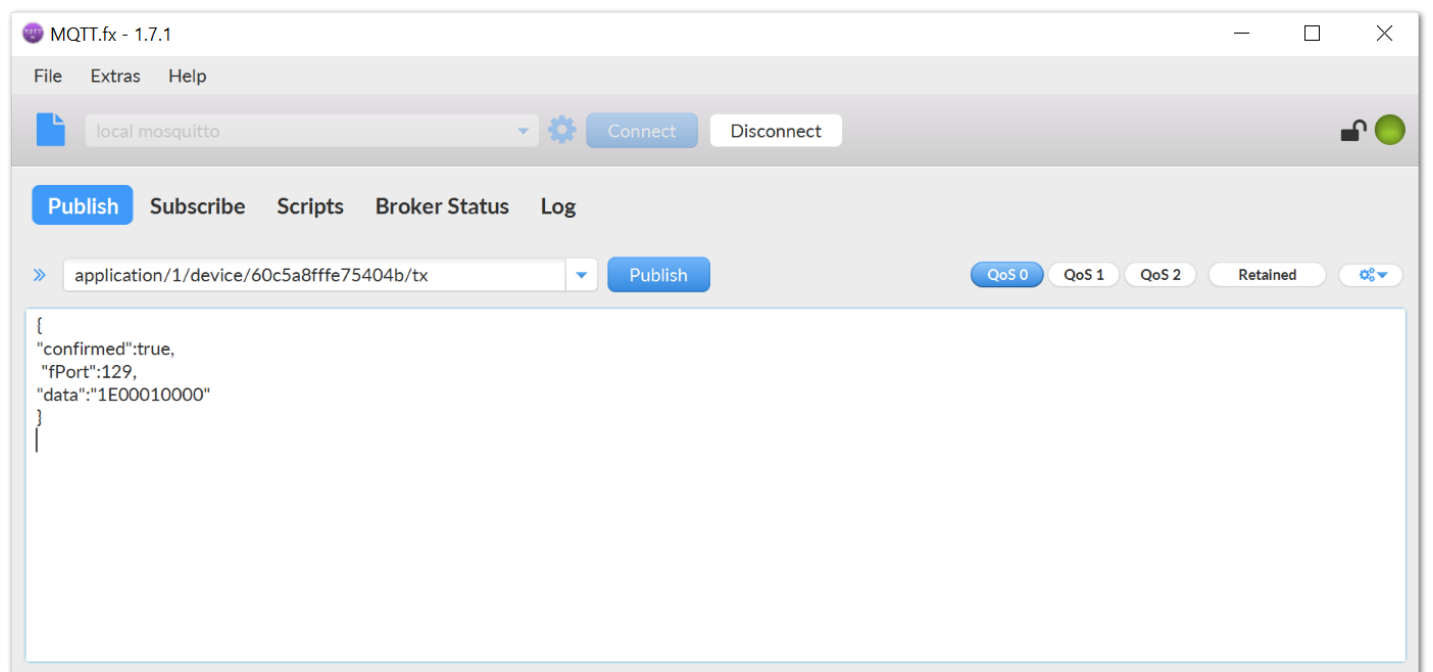 MQTT.fx - 1.7.1
File Extras Help
local mosquitto Connect Disconnect
Publish Subscribe Scripts Broker Status Log
application/1/device/60c5a8fffe75404b/tx Publish QoS 0 QoS 1 QoS 2 Retained
{
"confirmed":true,
"fPort":129,
"data":"1E00010000"
}